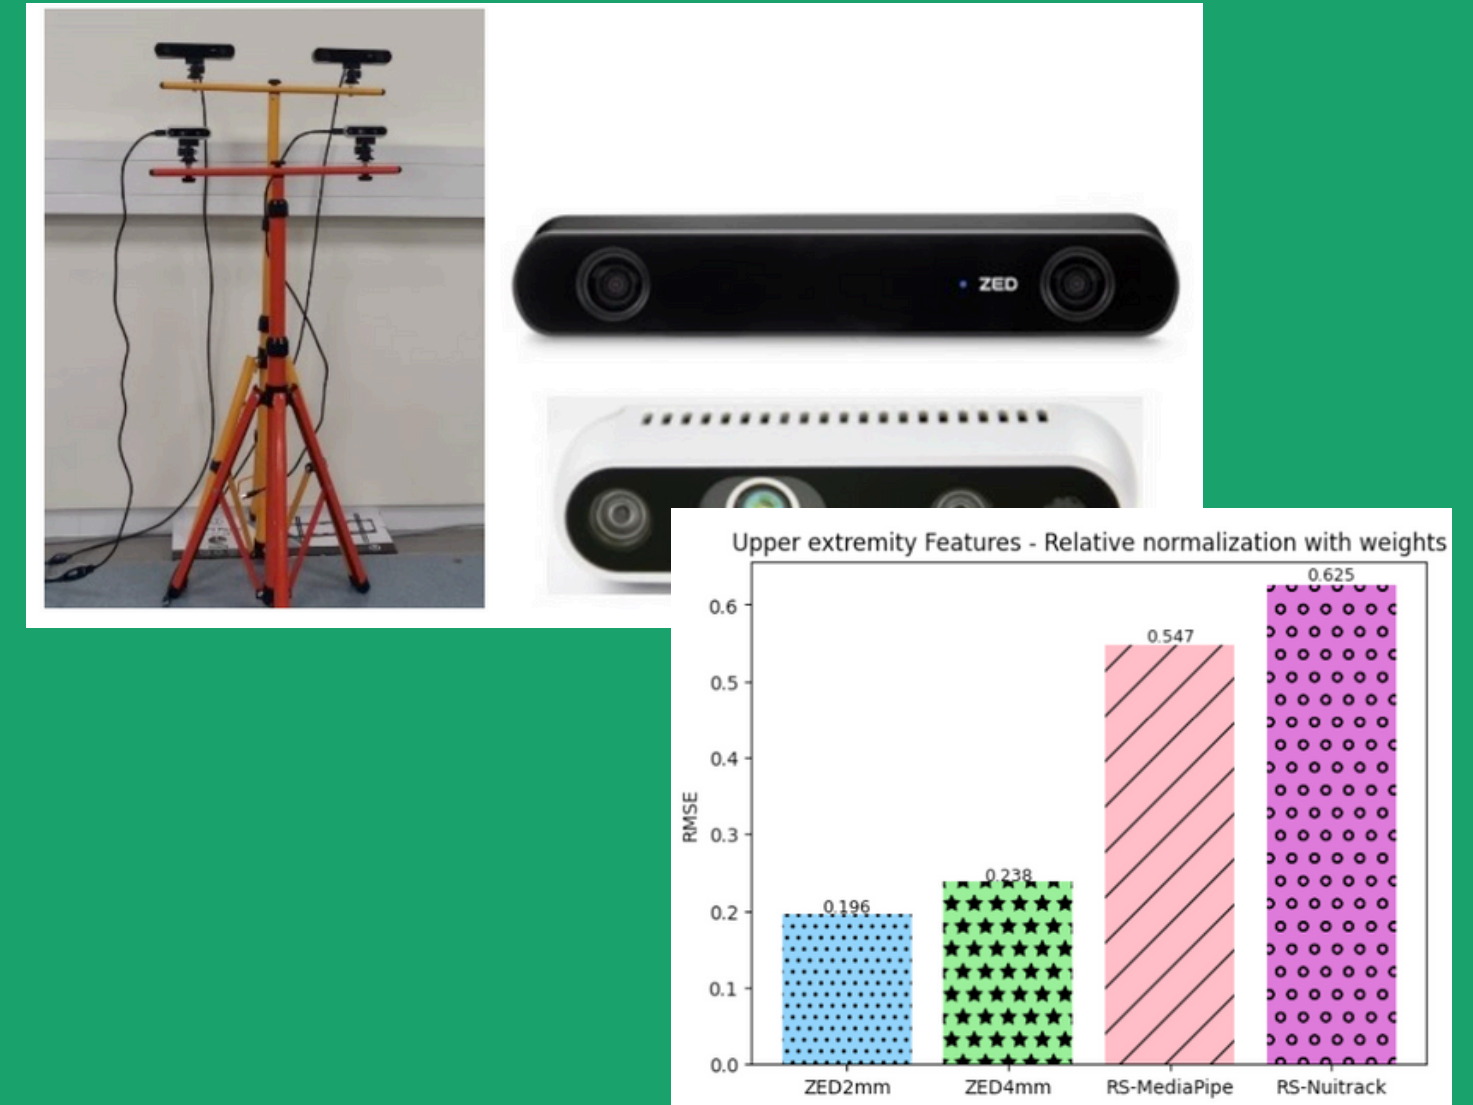 ZED
Upper extremity Features - Relative normalization with weights
0.625
0.6
0.547
0.5
0.4
RMSE
0.3
0.238
0.196
0.2
0.1
0.0
ZED2mm
ZED4mm
RS-MediaPipe
RS-Nuitrack